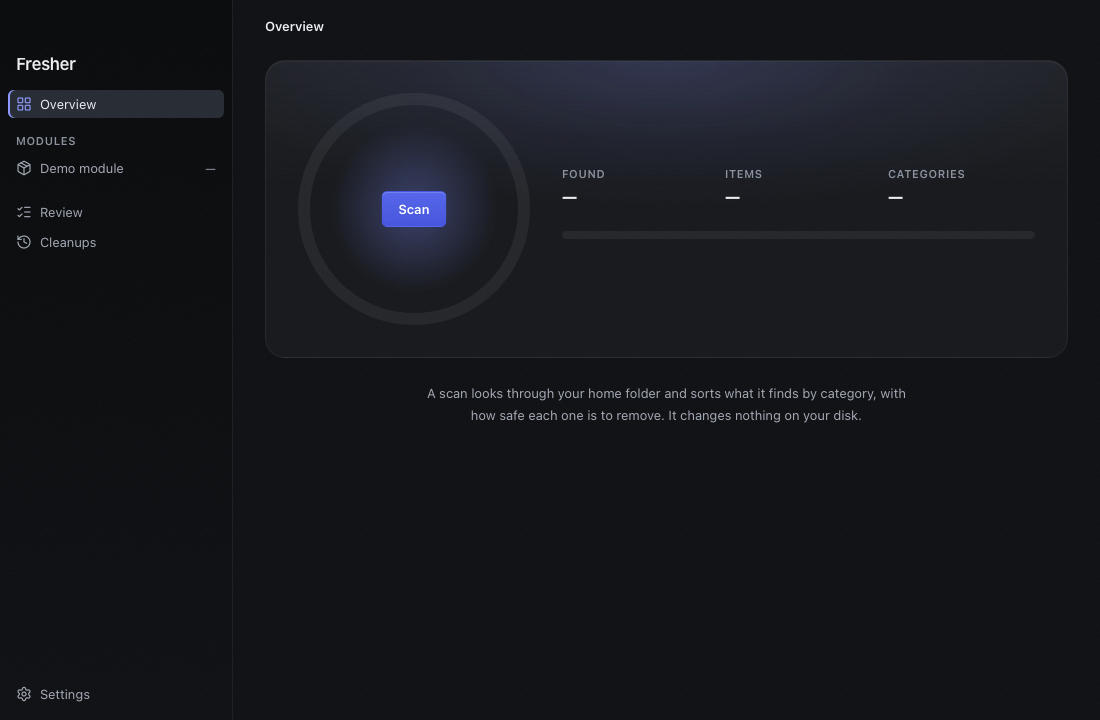 Overview
Fresher
Overview
MODULES
Demo module —
Review
Cleanups
Settings
Scan
FOUND ITEMS CATEGORIES
— — —
A scan looks through your home folder and sorts what it finds by category, with
how safe each one is to remove. It changes nothing on your disk.